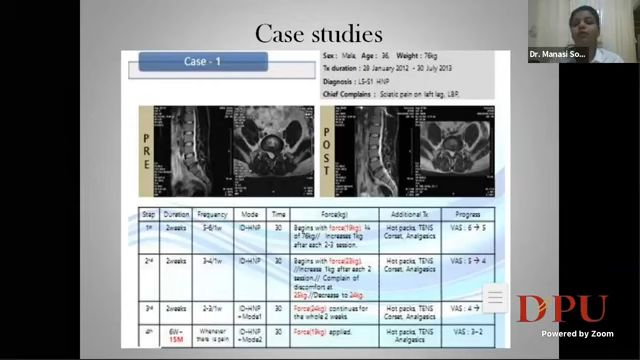 Case studies
Case - 1
Sex : Male, Age : 36, Weight : 76kg
Tx duration : 28 January 2012 - 30 July 2013
Diagnosis : L5-S1 HNP
Chief Complains : Sciatic pain on left leg, LBP,
PRE
POST
Step Duration Frequency Mode Time Force(kg) Additional Tx Progress
1st 2weeks 5-6/1w ID-HNP 30 Begins with force(19kg), ¼ of 76kg// Increases 1kg after each 2-3 session. Hot packs, TENS Corset, Analgesics VAS : 6 → 5
2nd 2weeks 3-4/1w ID-HNP 30 Begins with force(23kg), //Increase 1kg after each 2 session.// Complain of discomfort at 25kg//Decrease to 24kg. Hot packs, TENS Corset, Analgesics VAS : 5 → 4
3rd 2weeks 2-3/1w ID-HNP +Mode1 30 Force(24kg) continues for the whole 2 weeks. Hot packs, TENS Corset, Analgesics VAS : 4 →
4th 6W~ 15M Whenever there is pain ID-HNP +Mode2 30 Force(19kg) applied. Hot packs, TENS Analgesics VAS : 3~2
Dr. Manasi So...
DPU
Powered by Zoom